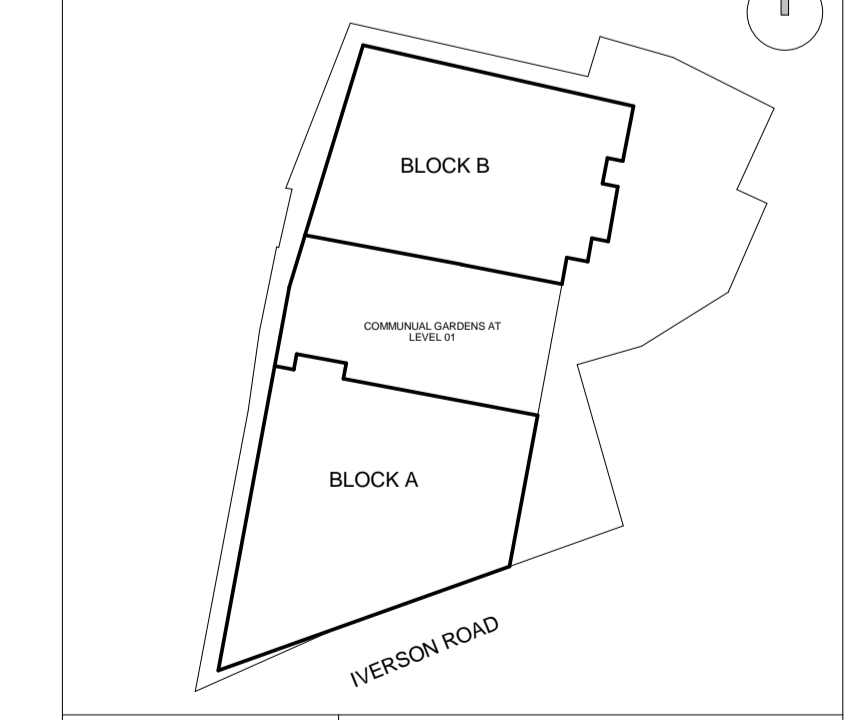 BLOCK B
COMMUNUAL GARDENS AT
LEVEL 01
BLOCK A
IVERSON ROAD